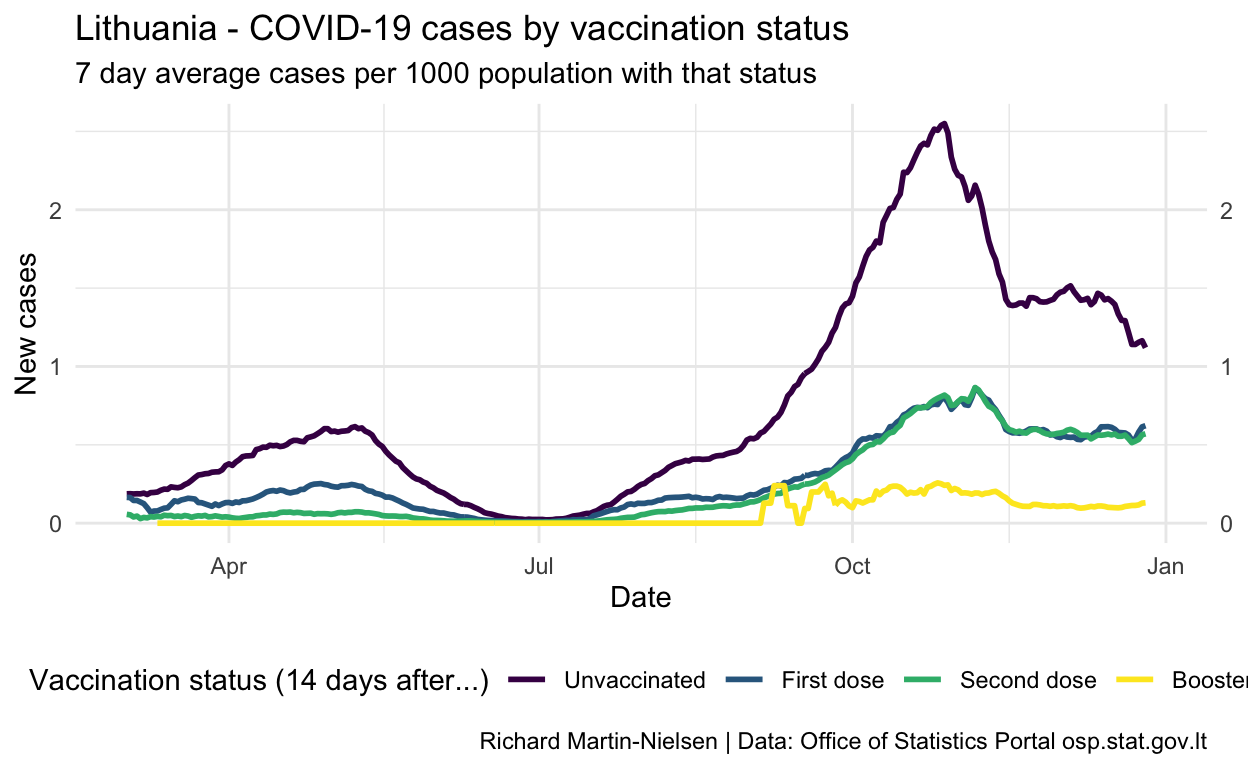 Lithuania - COVID-19 cases by vaccination status
7 day average cases per 1000 population with that status
New cases
2 2
1 1
0 0
Apr Jul Oct Jan
Date
Vaccination status (14 days after...) Unvaccinated First dose Second dose Booster
Richard Martin-Nielsen | Data: Office of Statistics Portal osp.stat.gov.lt